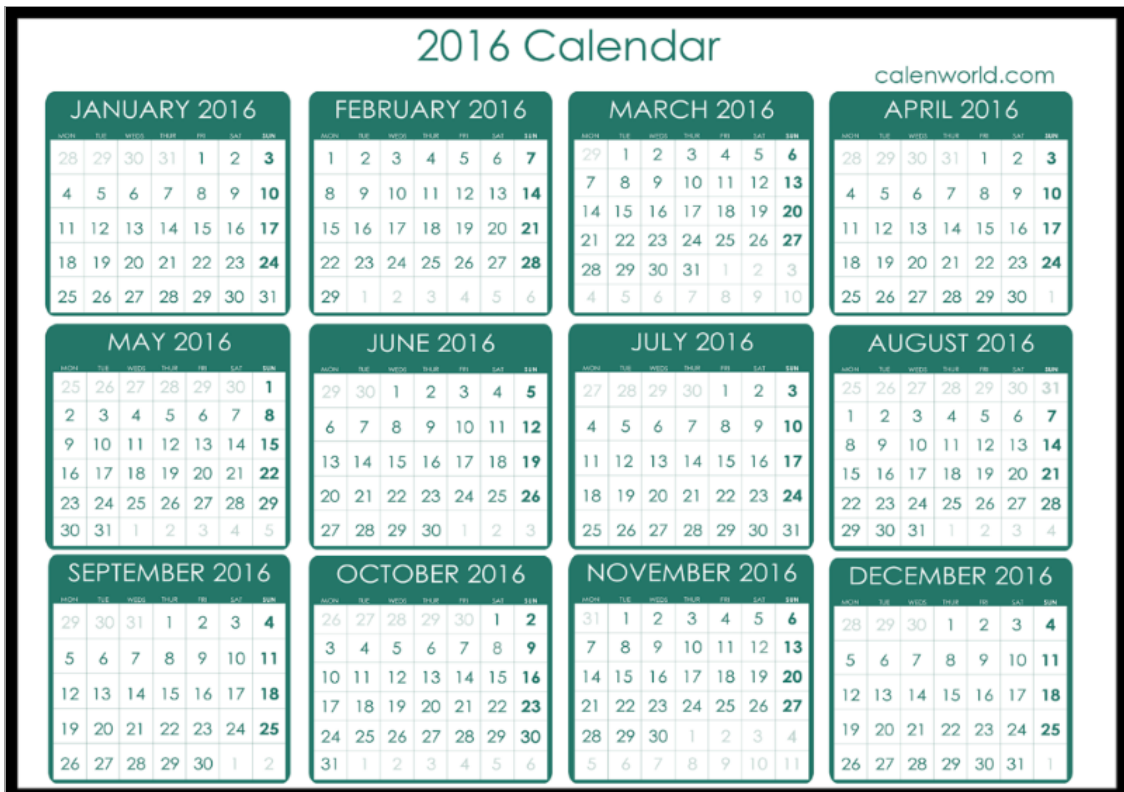 2016 Calendar
calenworld.com
JANUARY 2016
MON TUE WEDS THUR FRI SAT SUN
28 29 30 31 1 2 3
4 5 6 7 8 9 10
11 12 13 14 15 16 17
18 19 20 21 22 23 24
25 26 27 28 29 30 31
FEBRUARY 2016
MON TUE WEDS THUR FRI SAT SUN
1 2 3 4 5 6 7
8 9 10 11 12 13 14
15 16 17 18 19 20 21
22 23 24 25 26 27 28
29 1 2 3 4 5 6
MARCH 2016
MON TUE WEDS THUR FRI SAT SUN
29 1 2 3 4 5 6
7 8 9 10 11 12 13
14 15 16 17 18 19 20
21 22 23 24 25 26 27
28 29 30 31 1 2 3
4 5 6 7 8 9 10
APRIL 2016
MON TUE WEDS THUR FRI SAT SUN
28 29 30 31 1 2 3
4 5 6 7 8 9 10
11 12 13 14 15 16 17
18 19 20 21 22 23 24
25 26 27 28 29 30 1
MAY 2016
MON TUE WEDS THUR FRI SAT SUN
25 26 27 28 29 30 1
2 3 4 5 6 7 8
9 10 11 12 13 14 15
16 17 18 19 20 21 22
23 24 25 26 27 28 29
30 31 1 2 3 4 5
JUNE 2016
MON TUE WEDS THUR FRI SAT SUN
29 30 1 2 3 4 5
6 7 8 9 10 11 12
13 14 15 16 17 18 19
20 21 22 23 24 25 26
27 28 29 30 1 2 3
JULY 2016
MON TUE WEDS THUR FRI SAT SUN
27 28 29 30 1 2 3
4 5 6 7 8 9 10
11 12 13 14 15 16 17
18 19 20 21 22 23 24
25 26 27 28 29 30 31
AUGUST 2016
MON TUE WEDS THUR FRI SAT SUN
25 26 27 28 29 30 31
1 2 3 4 5 6 7
8 9 10 11 12 13 14
15 16 17 18 19 20 21
22 23 24 25 26 27 28
29 30 31 1 2 3 4
SEPTEMBER 2016
MON TUE WEDS THUR FRI SAT SUN
29 30 31 1 2 3 4
5 6 7 8 9 10 11
12 13 14 15 16 17 18
19 20 21 22 23 24 25
26 27 28 29 30 1 2
OCTOBER 2016
MON TUE WEDS THUR FRI SAT SUN
26 27 28 29 30 1 2
3 4 5 6 7 8 9
10 11 12 13 14 15 16
17 18 19 20 21 22 23
24 25 26 27 28 29 30
31 1 2 3 4 5 6
NOVEMBER 2016
MON TUE WEDS THUR FRI SAT SUN
31 1 2 3 4 5 6
7 8 9 10 11 12 13
14 15 16 17 18 19 20
21 22 23 24 25 26 27
28 29 30 1 2 3 4
5 6 7 8 9 10 11
DECEMBER 2016
MON TUE WEDS THUR FRI SAT SUN
28 29 30 1 2 3 4
5 6 7 8 9 10 11
12 13 14 15 16 17 18
19 20 21 22 23 24 25
26 27 28 29 30 31 1